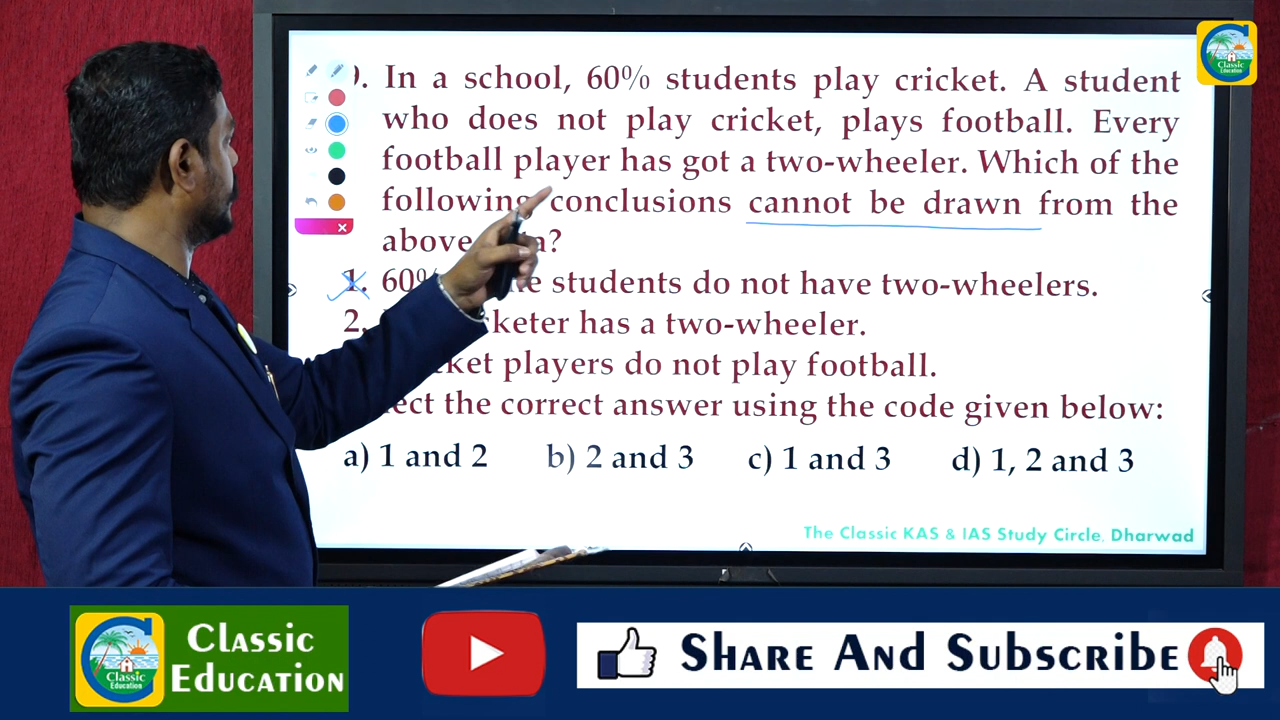 . In a school, 60% students play cricket. A student
who does not play cricket, plays football. Every
football player has got a two-wheeler. Which of the
following conclusions cannot be drawn from the
above ?
1. 60% students do not have two-wheelers.
2. has a two-wheeler.
players do not play football.
the correct answer using the code given below:
a) 1 and 2 b) 2 and 3 c) 1 and 3 d) 1, 2 and 3
The Classic KAS & IAS Study Circle, Dharwad
Classic
Education
Classic
Education
Classic
Education
Share And Subscribe